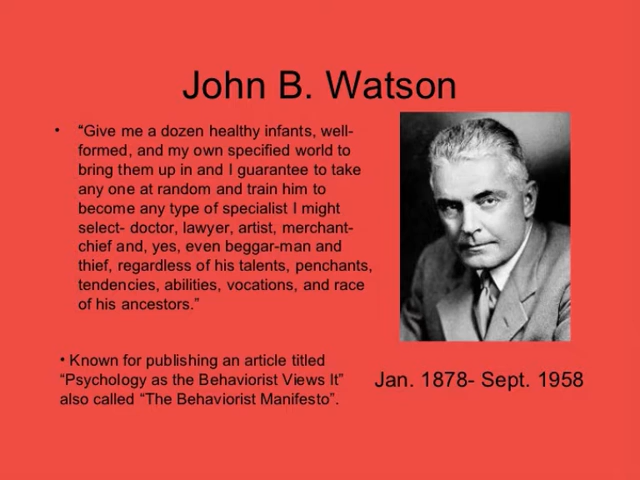 John B. Watson
• “Give me a dozen healthy infants, well-
formed, and my own specified world to
bring them up in and I guarantee to take
any one at random and train him to
become any type of specialist I might
select- doctor, lawyer, artist, merchant-
chief and, yes, even beggar-man and
thief, regardless of his talents, penchants,
tendencies, abilities, vocations, and race
of his ancestors.”
• Known for publishing an article titled
“Psychology as the Behaviorist Views It”
also called “The Behaviorist Manifesto”.
Jan. 1878- Sept. 1958